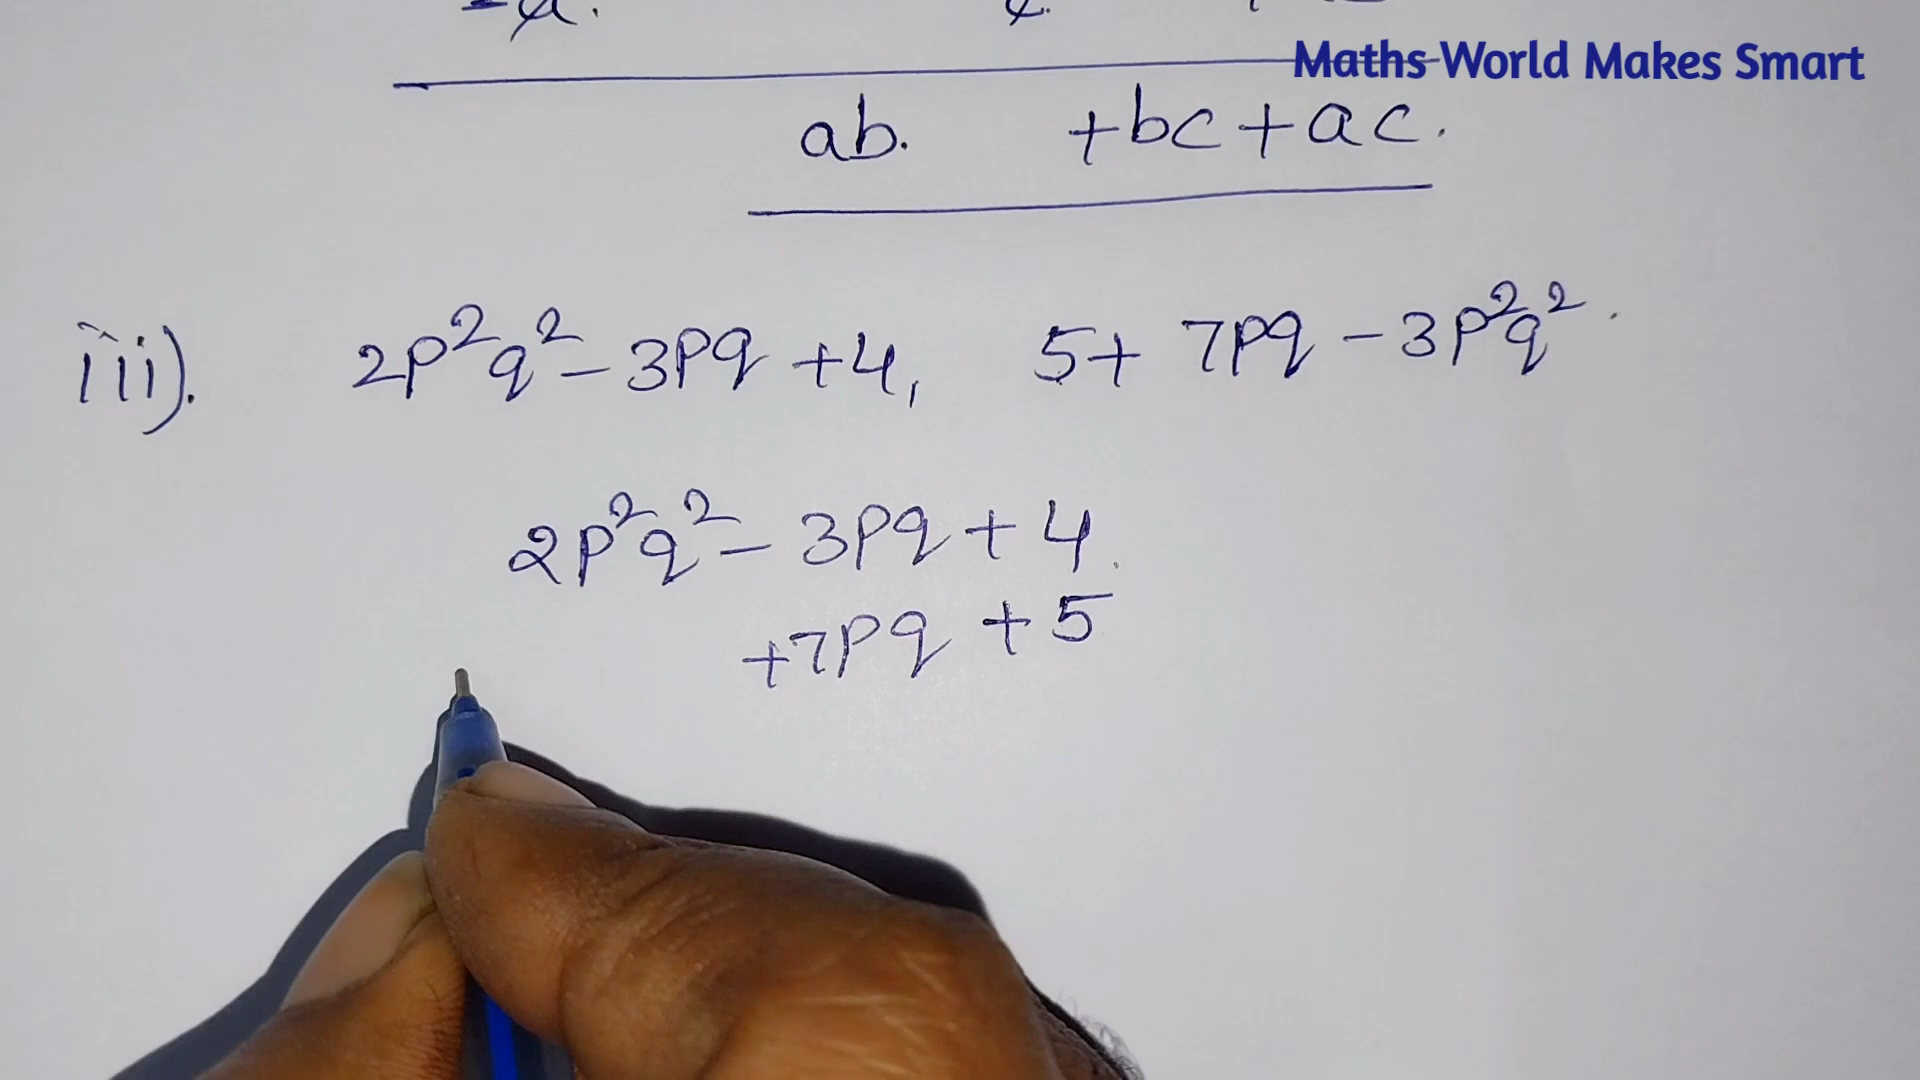 Maths World Makes Smart
ab. +bc+ac.
iii). 2p²q²-3pq+4, 5+7pq-3p²q².
2p²q²-3pq+4.
+7pq+5